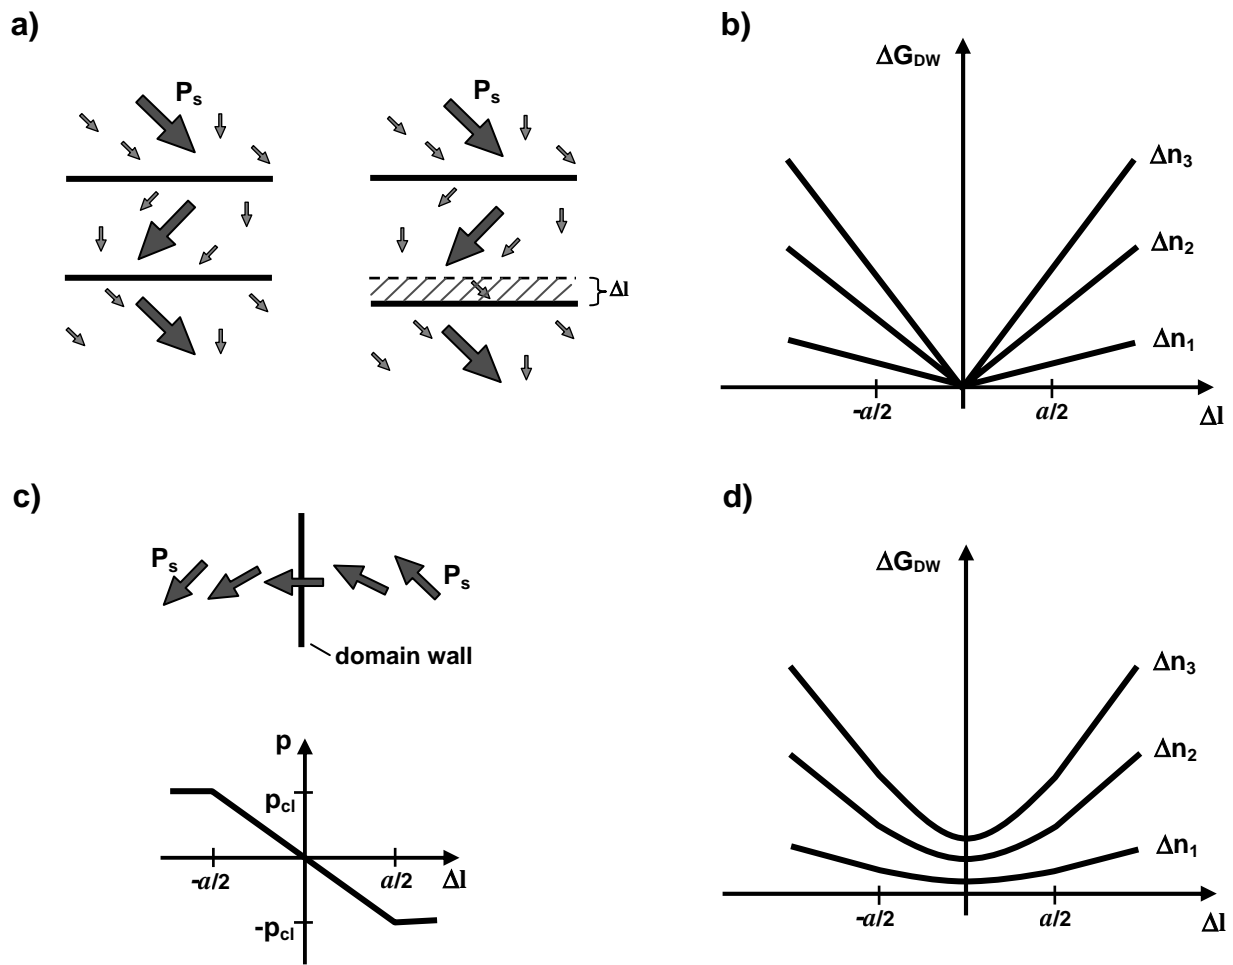 a)
P_s
P_s
Δl
b)
ΔG_DW
Δn_3
Δn_2
Δn_1
-a/2
a/2
Δl
c)
P_s
P_s
domain wall
p
p_cl
-a/2
a/2
Δl
-p_cl
d)
ΔG_DW
Δn_3
Δn_2
Δn_1
-a/2
a/2
Δl